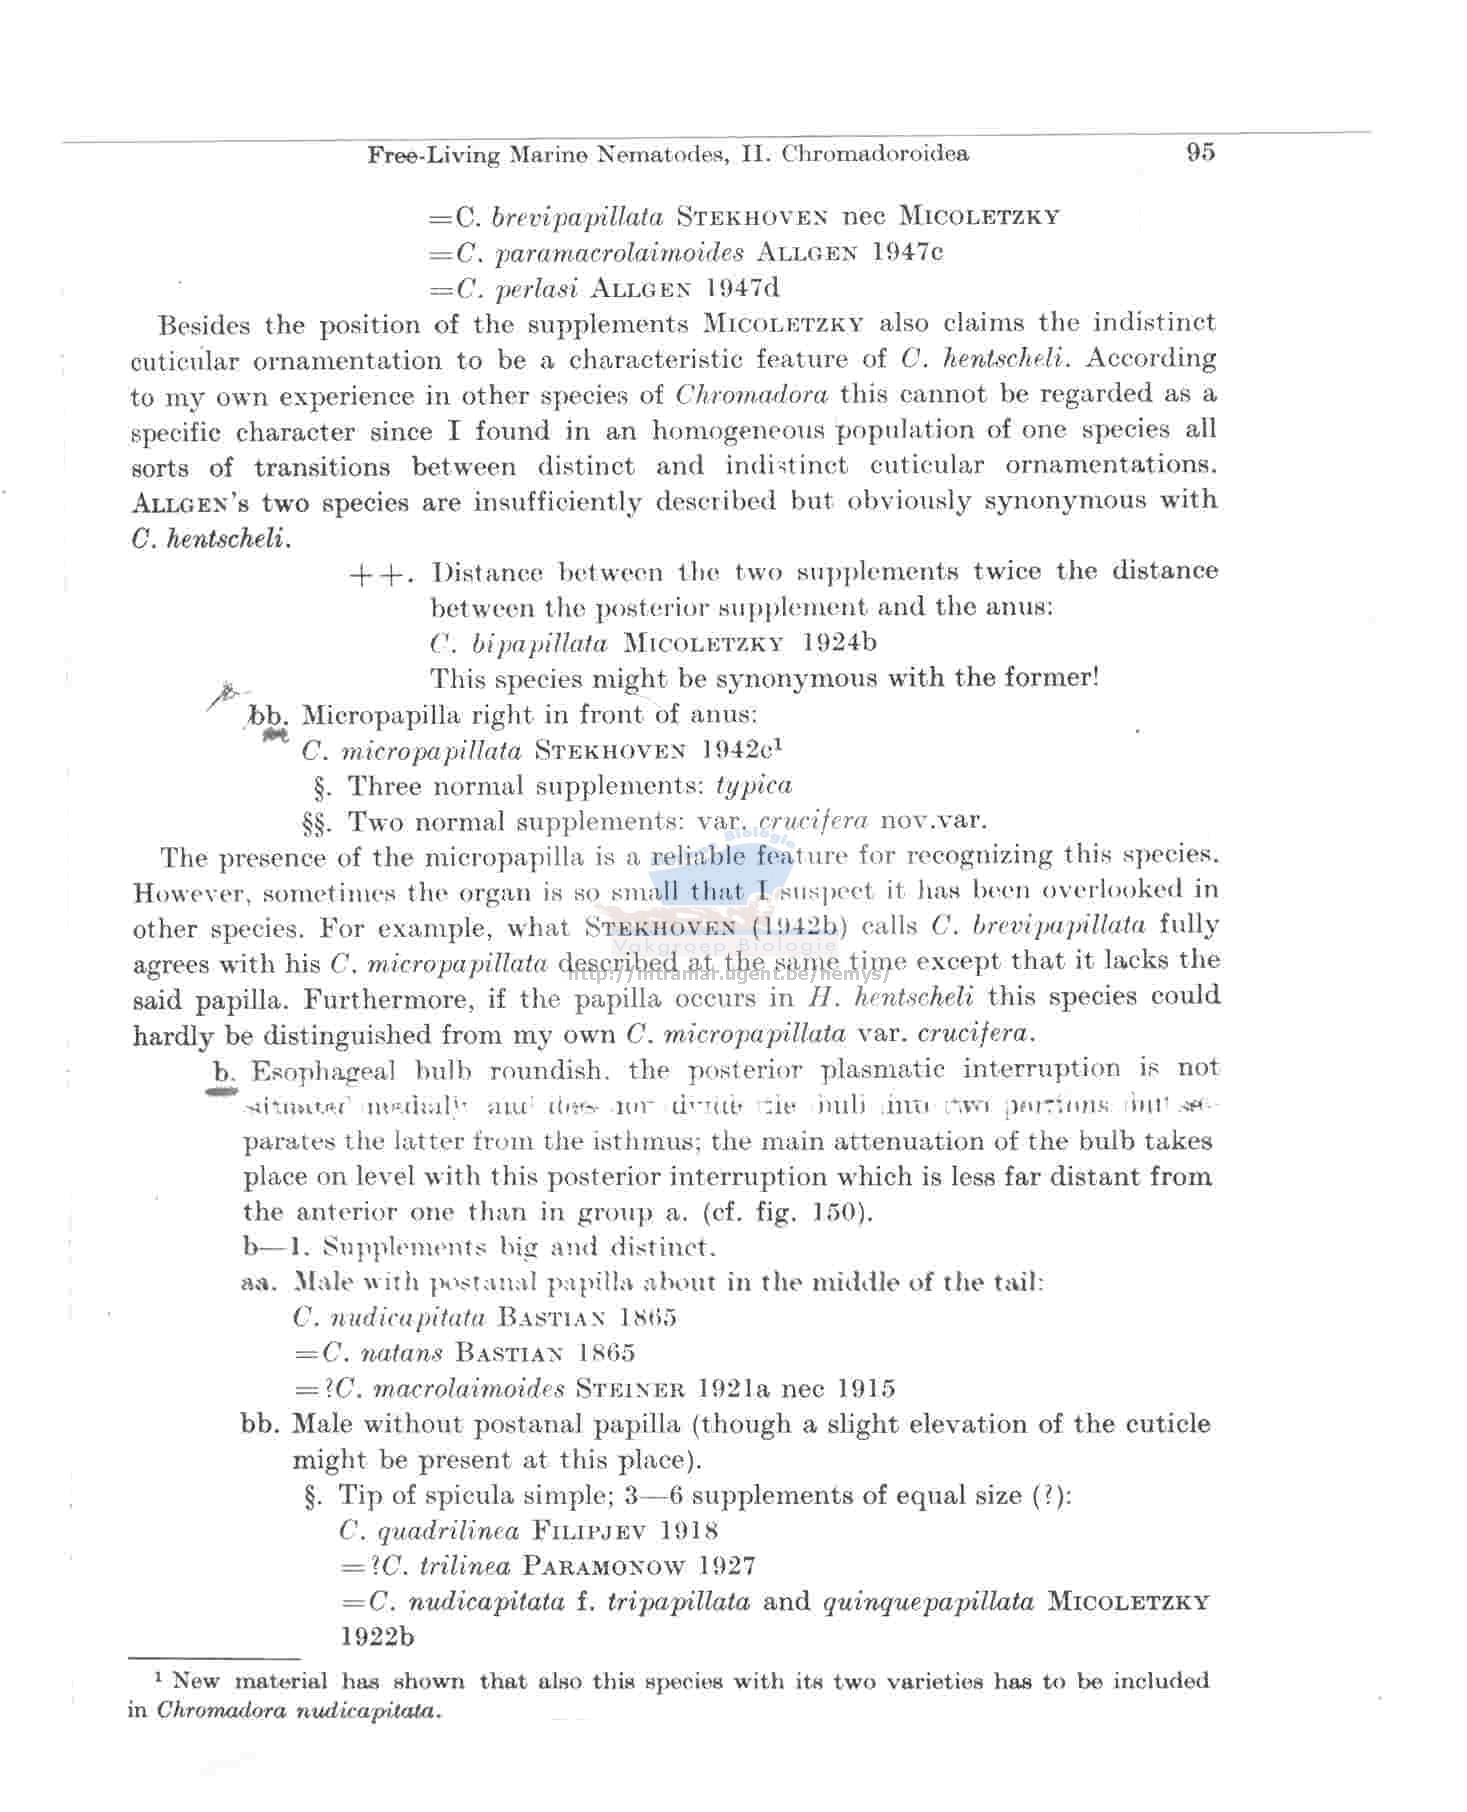 Free-Living Marine Nematodes, II. Chromadoroidea 95
=C. brevipapillata STEKHOVEN nec MICOLETZKY
=C. paramacrolaimoides ALLGEN 1947c
=C. perlasi ALLGEN 1947d
Besides the position of the supplements MICOLETZKY also claims the indistinct
cuticular ornamentation to be a characteristic feature of C. hentscheli. According
to my own experience in other species of Chromadora this cannot be regarded as a
specific character since I found in an homogeneous population of one species all
sorts of transitions between distinct and indistinct cuticular ornamentations.
ALLGEN's two species are insufficiently described but obviously synonymous with
C. hentscheli.
++. Distance between the two supplements twice the distance
between the posterior supplement and the anus:
C. bipapillata MICOLETZKY 1924b
This species might be synonymous with the former!
bb. Micropapilla right in front of anus:
C. micropapillata STEKHOVEN 1942c¹
§. Three normal supplements: typica
§§. Two normal supplements: var. crucifera nov.var.
Biologie
The presence of the micropapilla is a reliable feature for recognizing this species.
However, sometimes the organ is so small that I suspect it has been overlooked in
other species. For example, what STEKHOVEN (1942b) calls C. brevipapillata fully
Vakgroep Biologie
agrees with his C. micropapillata described at the same time except that it lacks the
http://intramar.ugent.be/nemys/
said papilla. Furthermore, if the papilla occurs in H. hentscheli this species could
hardly be distinguished from my own C. micropapillata var. crucifera.
b. Esophageal bulb roundish. the posterior plasmatic interruption is not
situated medially and does not divide the bulb into two portions but se-
parates the latter from the isthmus; the main attenuation of the bulb takes
place on level with this posterior interruption which is less far distant from
the anterior one than in group a. (cf. fig. 150).
b—1. Supplements big and distinct.
aa. Male with postanal papilla about in the middle of the tail:
C. nudicapitata BASTIAN 1865
=C. natans BASTIAN 1865
=?C. macrolaimoides STEINER 1921a nec 1915
bb. Male without postanal papilla (though a slight elevation of the cuticle
might be present at this place).
§. Tip of spicula simple; 3—6 supplements of equal size (?):
C. quadrilinea FILIPJEV 1918
=?C. trilinea PARAMONOW 1927
=C. nudicapitata f. tripapillata and quinquepapillata MICOLETZKY
1922b
¹ New material has shown that also this species with its two varieties has to be included
in Chromadora nudicapitata.